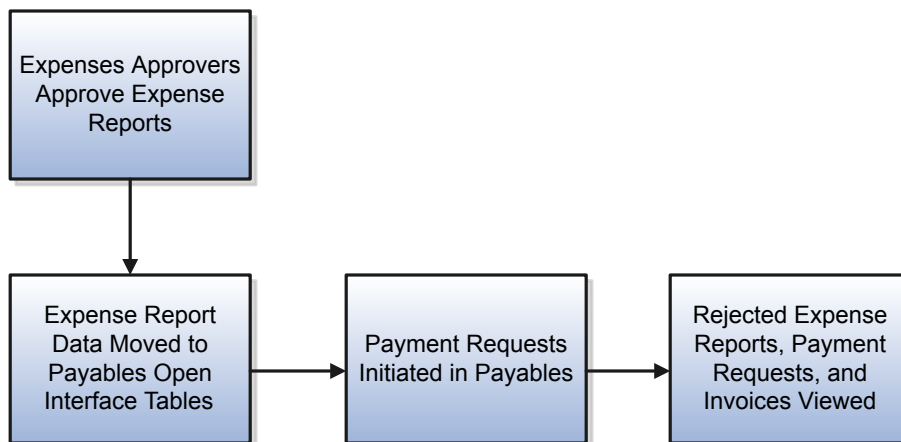 Expenses Approvers
Approve Expense
Reports
Expense Report
Data Moved to
Payables Open
Interface Tables
Payment Requests
Initiated in Payables
Rejected Expense
Reports, Payment
Requests, and
Invoices Viewed